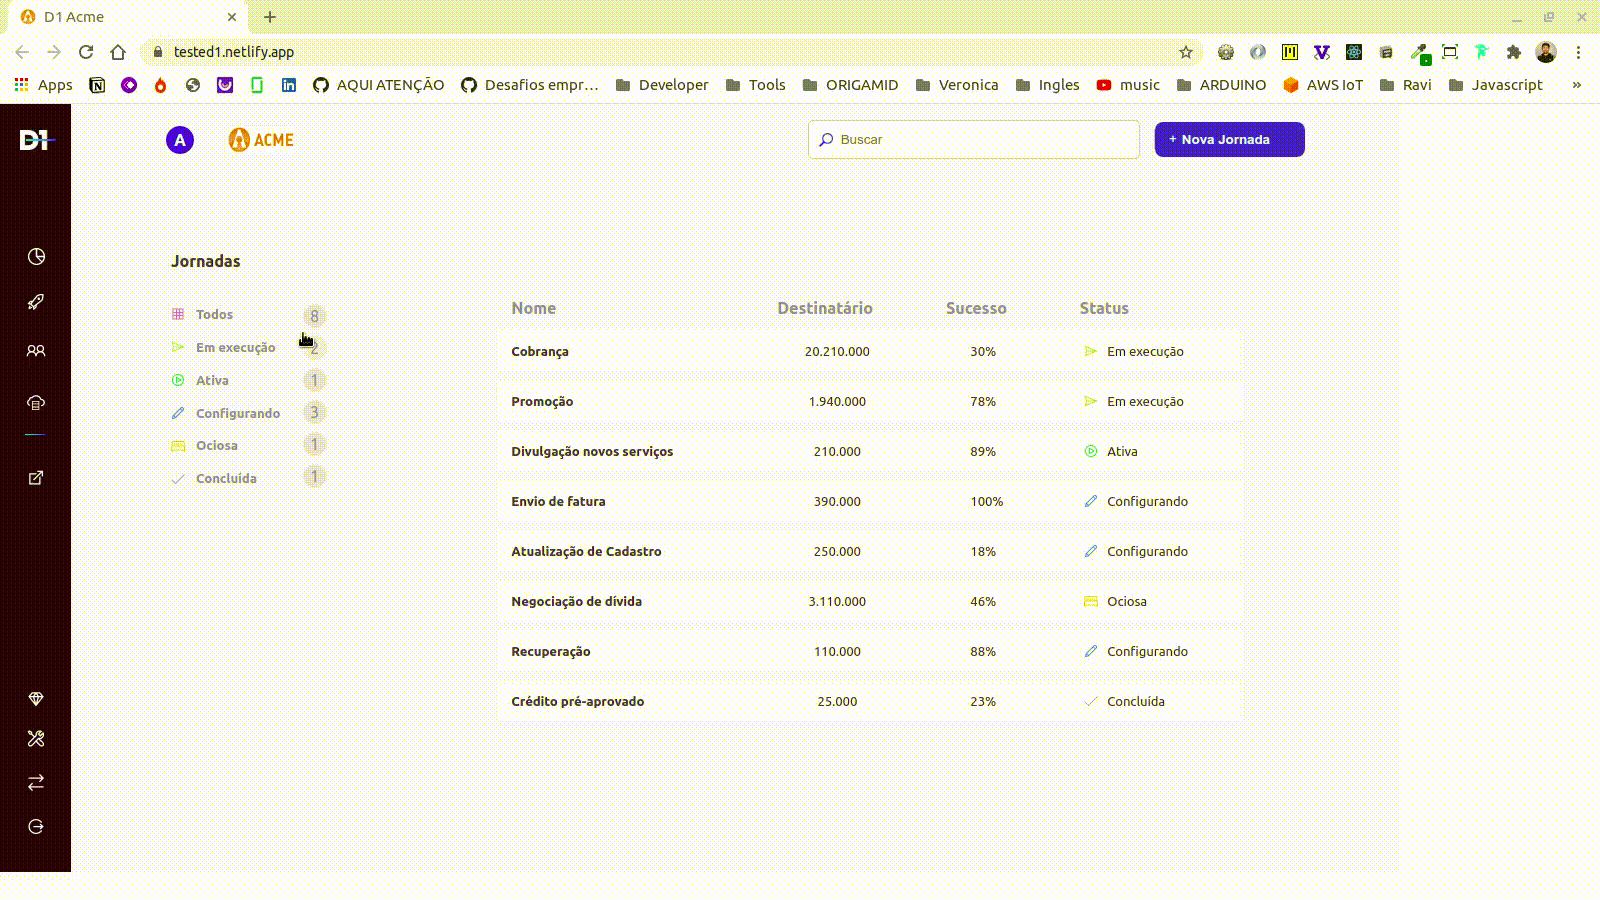 D1 Acme
tested1.netlify.app
Apps AQUI ATENÇÃO Desafios empr... Developer Tools ORIGAMID Veronica Ingles music ARDUINO AWS IoT Ravi Javascript »
D1 A ACME Buscar + Nova Jornada
Jornadas
Todos 8
Em execução 2
Ativa 1
Configurando 3
Ociosa 1
Concluída 1
Nome Destinatário Sucesso Status
Cobrança 20.210.000 30% Em execução
Promoção 1.940.000 78% Em execução
Divulgação novos serviços 210.000 89% Ativa
Envio de fatura 390.000 100% Configurando
Atualização de Cadastro 250.000 18% Configurando
Negociação de dívida 3.110.000 46% Ociosa
Recuperação 110.000 88% Configurando
Crédito pré-aprovado 25.000 23% Concluída